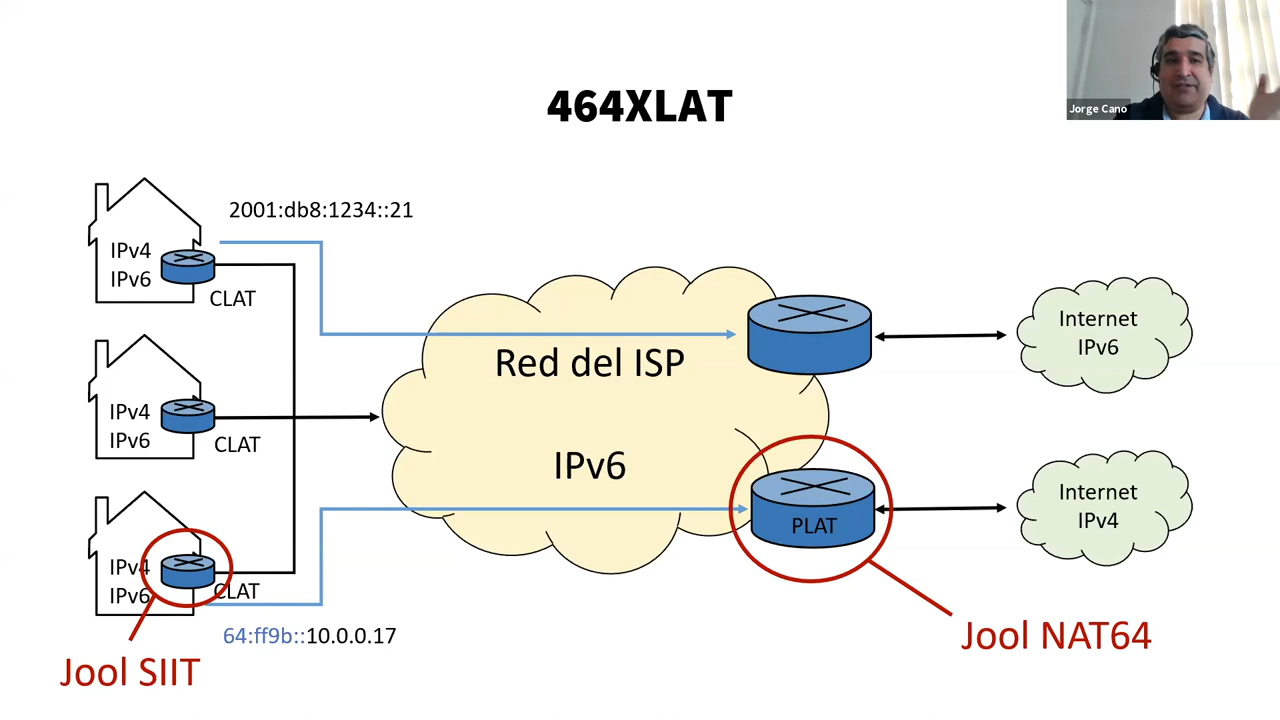 Jorge Cano
464XLAT
2001:db8:1234::21
IPv4
IPv6
CLAT
IPv4
IPv6
CLAT
IPv4
IPv6
CLAT
64:ff9b::10.0.0.17
Jool SIIT
Red del ISP
IPv6
PLAT
Internet
IPv6
Internet
IPv4
Jool NAT64